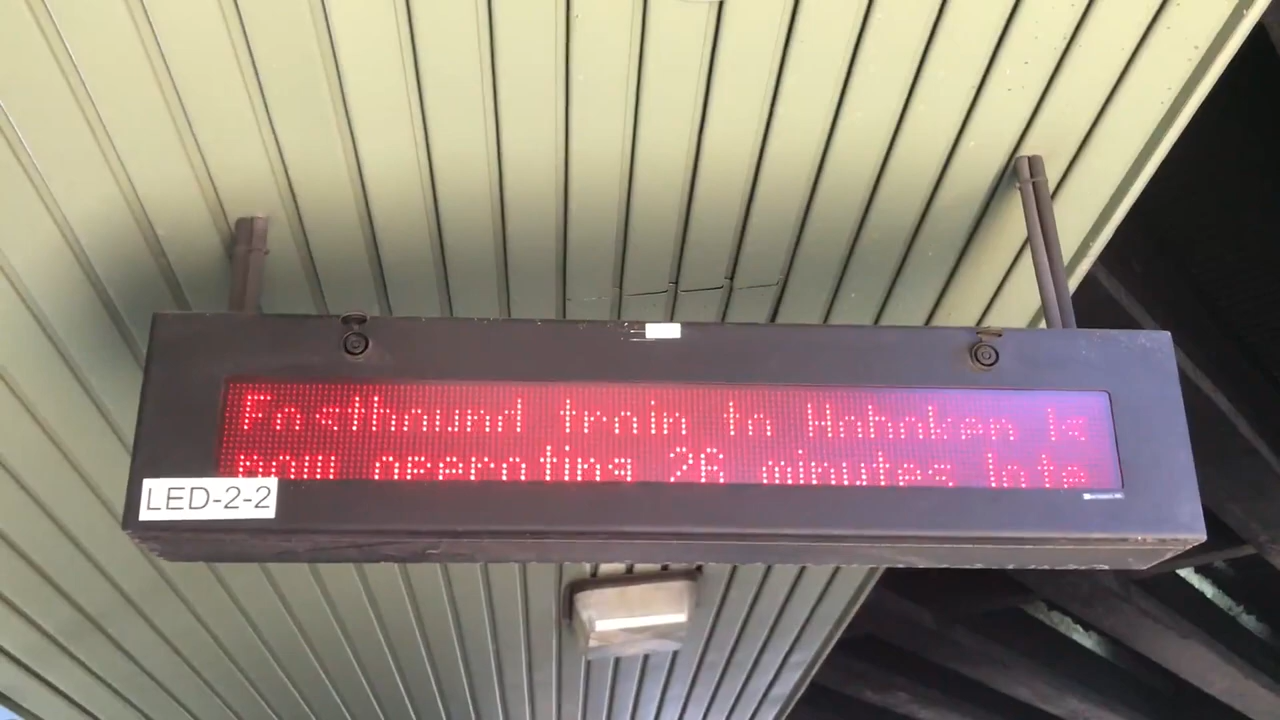 Eastbound train to Hoboken is
now operating 26 minutes late
LED-2-2